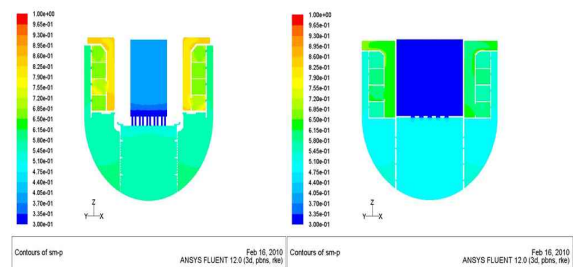 1.00e+00
9.65e-01
9.30e-01
8.95e-01
8.60e-01
8.25e-01
7.90e-01
7.55e-01
7.20e-01
6.85e-01
6.50e-01
6.15e-01
5.80e-01
5.45e-01
5.10e-01
4.75e-01
4.40e-01
4.05e-01
3.70e-01
3.35e-01
3.00e-01
Z
Y X
Contours of sm-p
Feb 16, 2010
ANSYS FLUENT 12.0 (3d, pbns, rke)
1.00e+00
9.65e-01
9.30e-01
8.95e-01
8.60e-01
8.25e-01
7.90e-01
7.55e-01
7.20e-01
6.85e-01
6.50e-01
6.15e-01
5.80e-01
5.45e-01
5.10e-01
4.75e-01
4.40e-01
4.05e-01
3.70e-01
3.35e-01
3.00e-01
Z
Y X
Contours of sm-p
Feb 16, 2010
ANSYS FLUENT 12.0 (3d, pbns, rke)